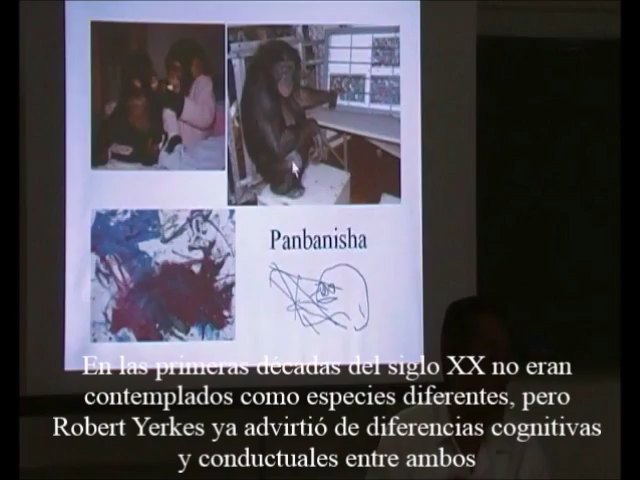 Panbanisha
En las primeras décadas del siglo XX no eran
contemplados como especies diferentes, pero
Robert Yerkes ya advirtió de diferencias cognitivas
y conductuales entre ambos